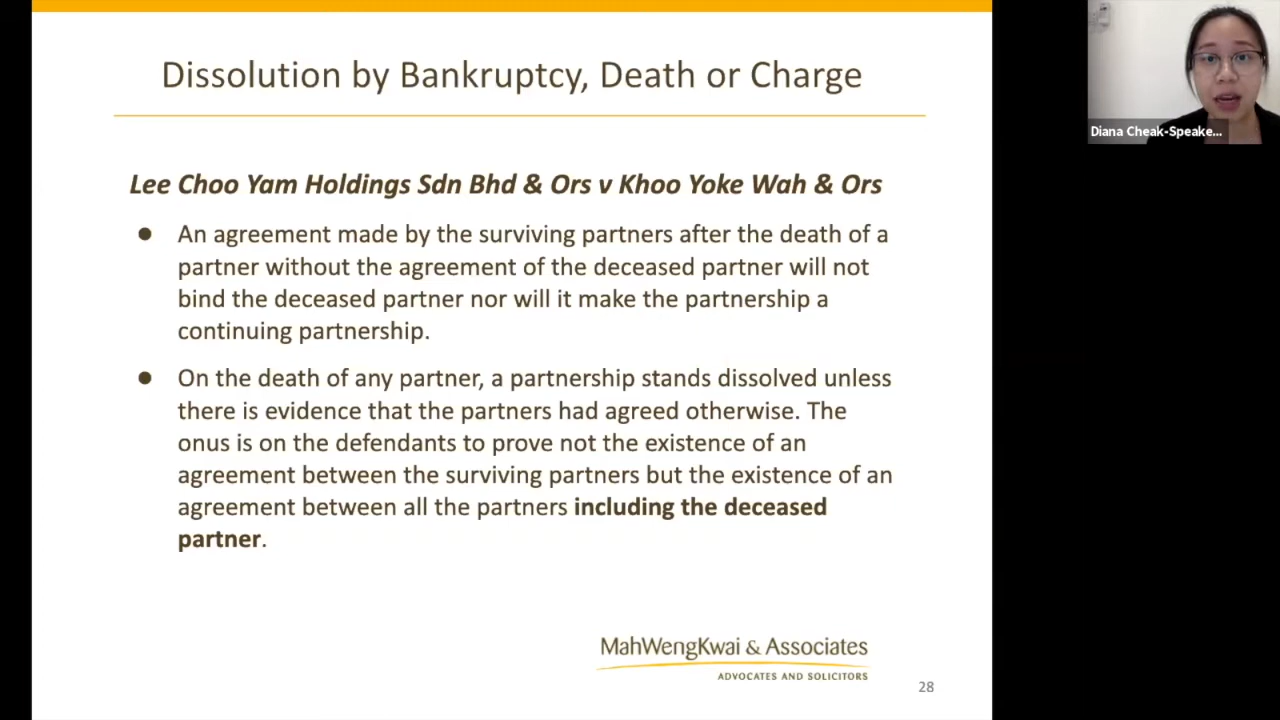 Dissolution by Bankruptcy, Death or Charge
Diana Cheak-Speake...
Lee Choo Yam Holdings Sdn Bhd & Ors v Khoo Yoke Wah & Ors
● An agreement made by the surviving partners after the death of a
partner without the agreement of the deceased partner will not
bind the deceased partner nor will it make the partnership a
continuing partnership.
● On the death of any partner, a partnership stands dissolved unless
there is evidence that the partners had agreed otherwise. The
onus is on the defendants to prove not the existence of an
agreement between the surviving partners but the existence of an
agreement between all the partners including the deceased
partner.
MahWengKwai & Associates
ADVOCATES AND SOLICITORS
28